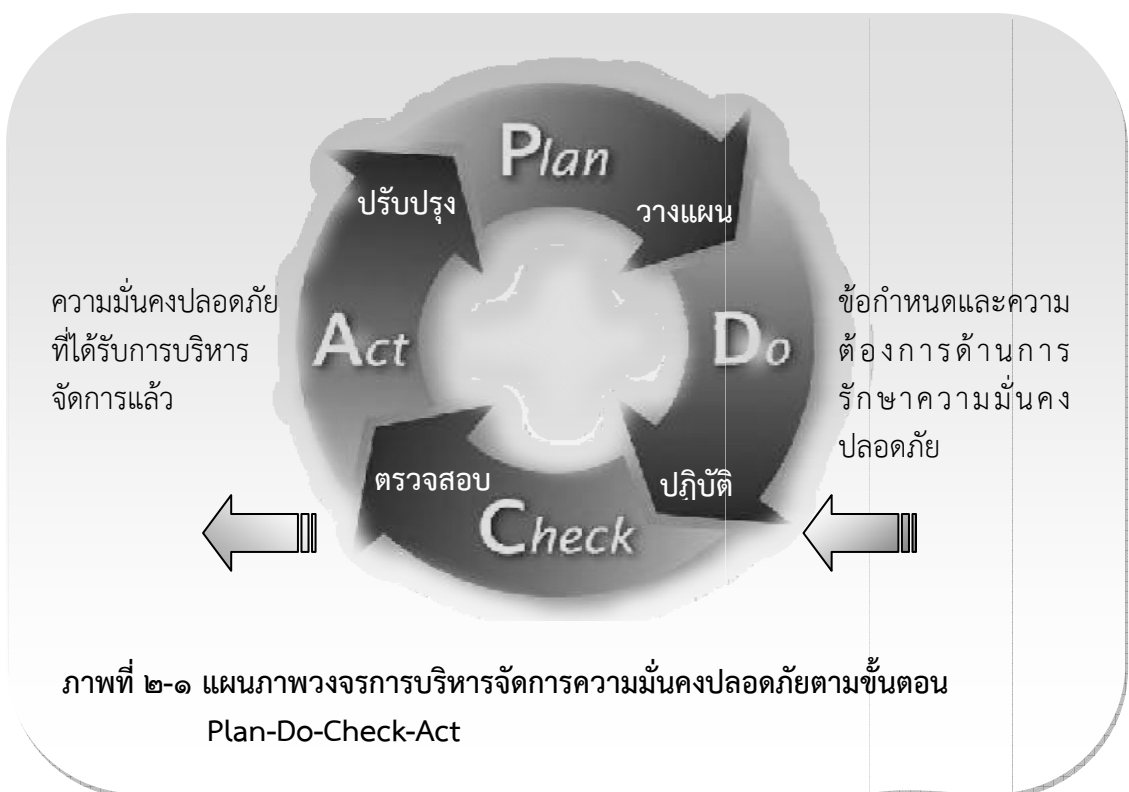 Plan
ปรับปรุง
วางแผน
ความมั่นคงปลอดภัย
ที่ได้รับการบริหาร
จัดการแล้ว
Act
Do
ข้อกำหนดและความ
ต้องการด้านการ
รักษาความมั่นคง
ปลอดภัย
ตรวจสอบ
ปฏิบัติ
Check
ภาพที่ ๒-๑ แผนภาพวงจรการบริหารจัดการความมั่นคงปลอดภัยตามขั้นตอน
Plan-Do-Check-Act